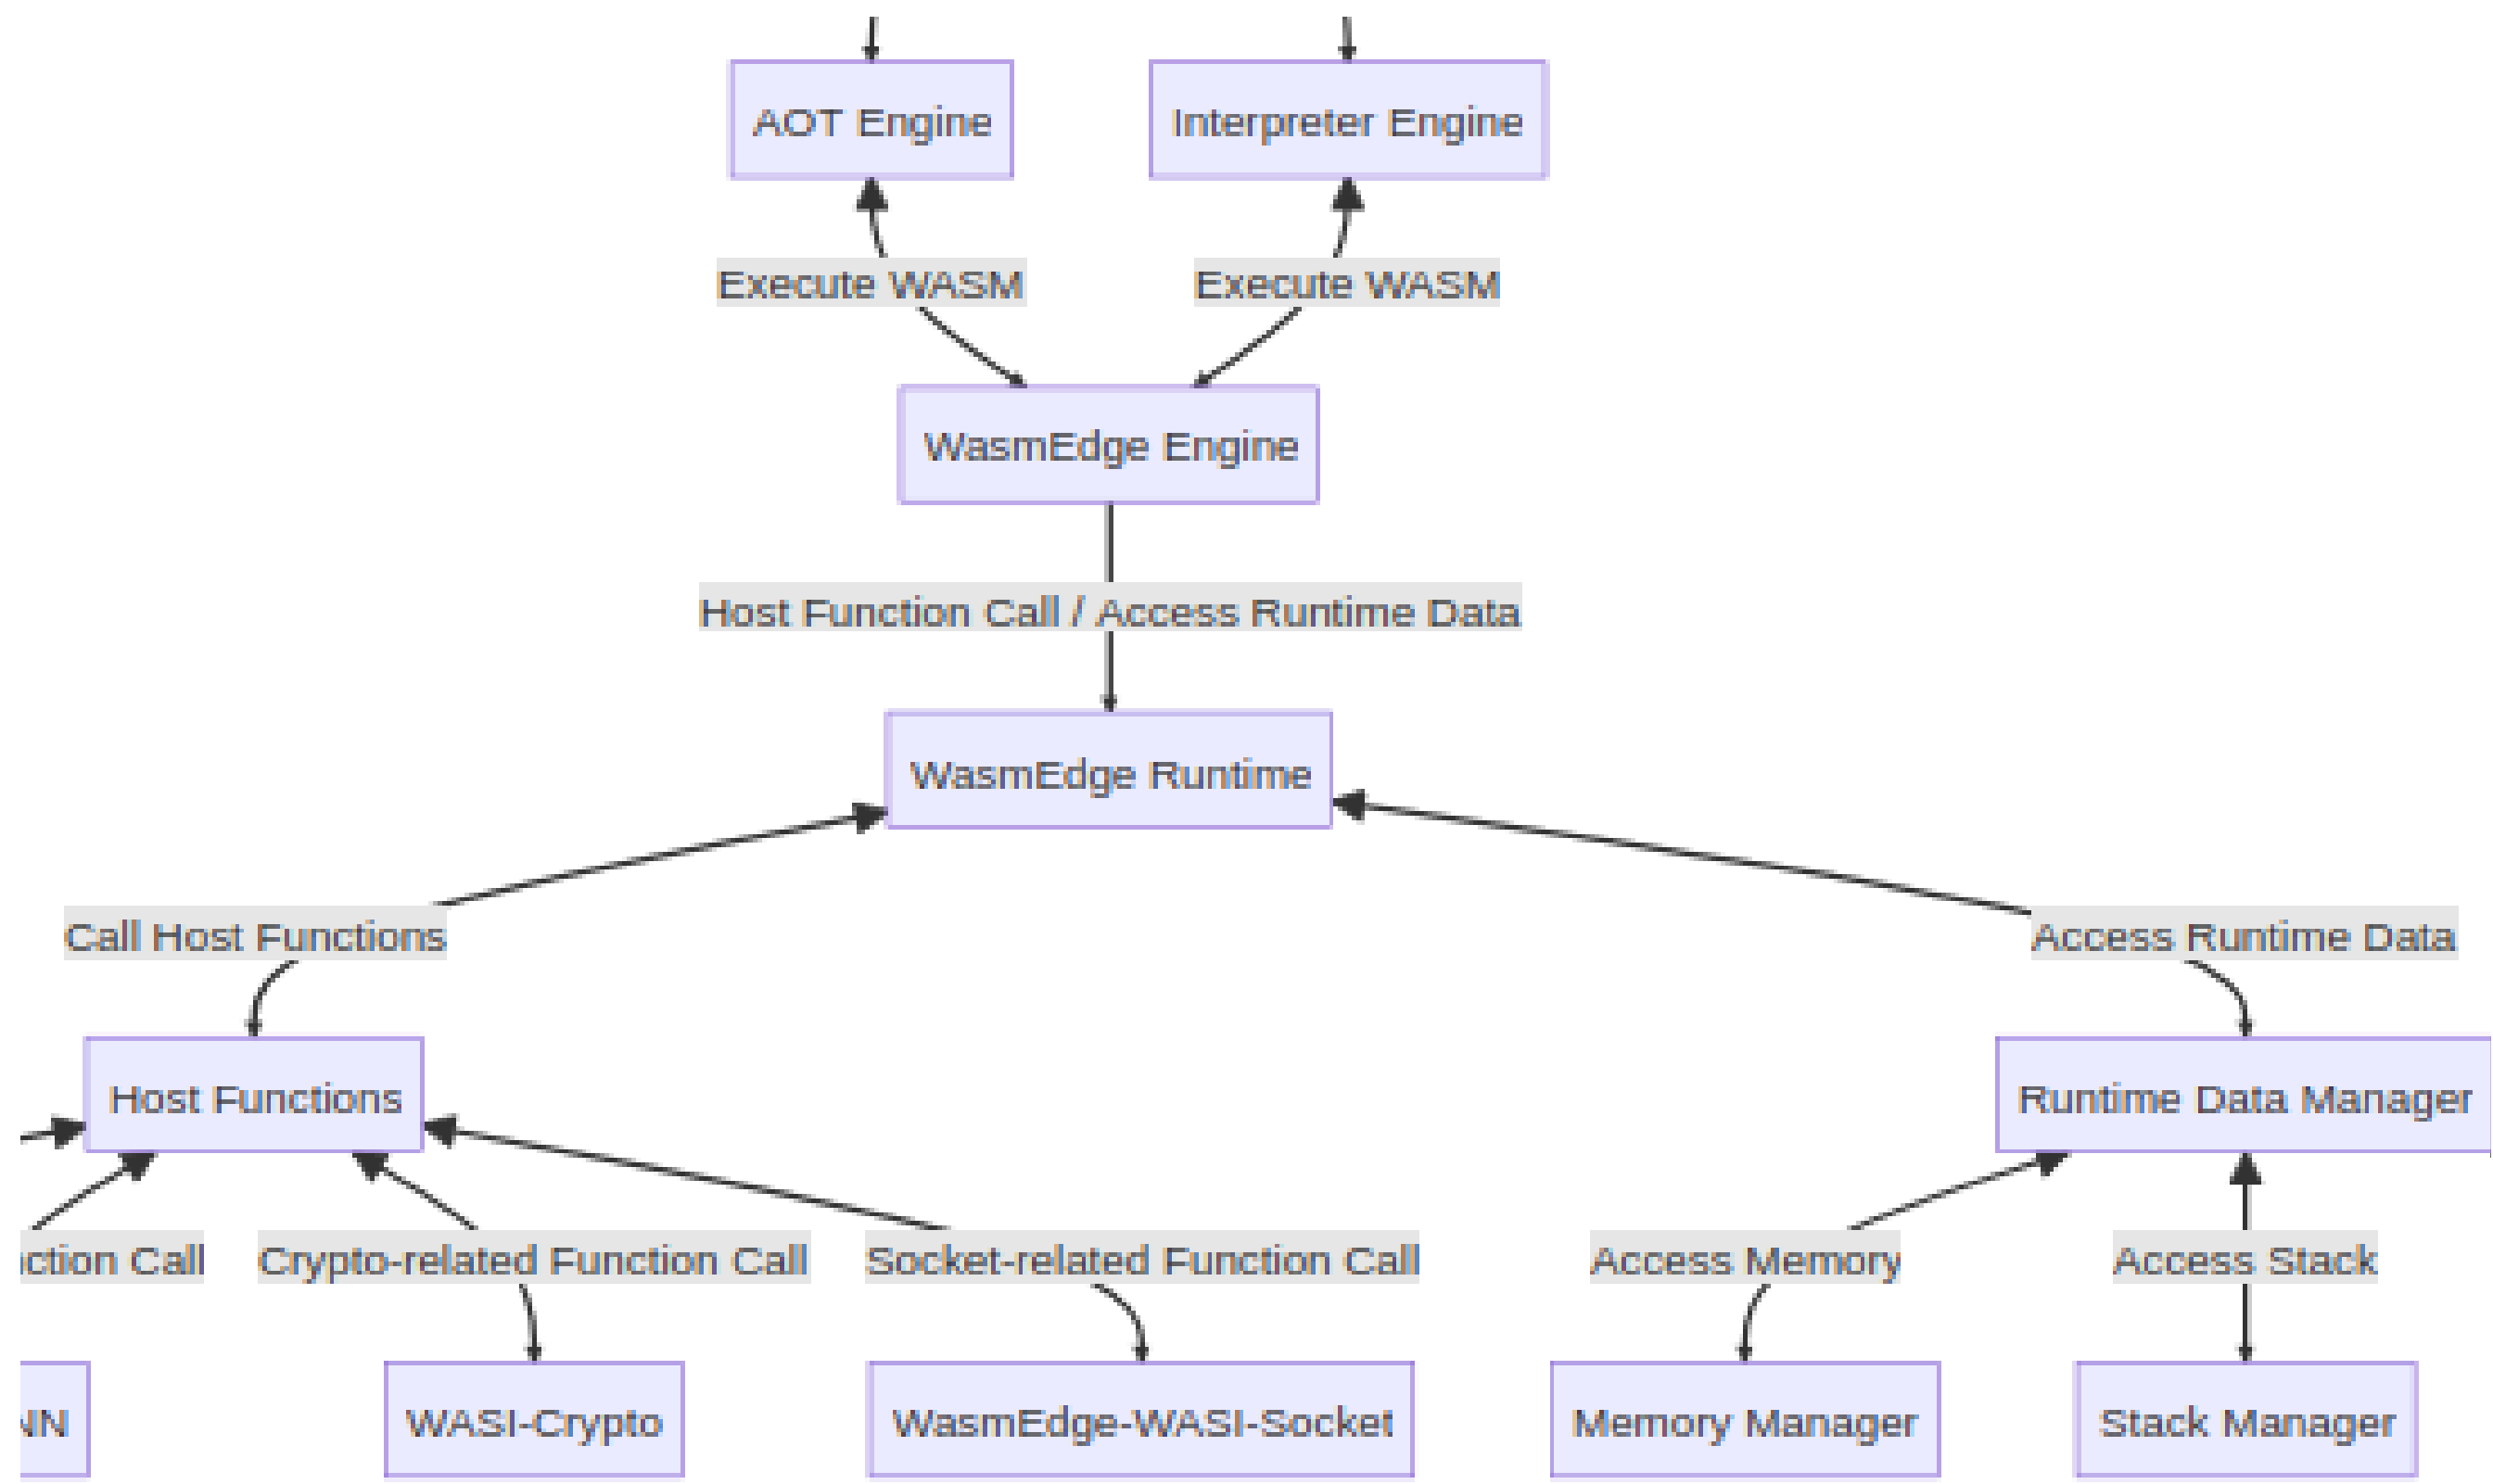 AOT Engine
Interpreter Engine
Execute WASM
Execute WASM
WasmEdge Engine
Host Function Call / Access Runtime Data
WasmEdge Runtime
Call Host Functions
Access Runtime Data
Host Functions
Runtime Data Manager
Call
Crypto-related Function Call
Socket-related Function Call
Access Memory
Access Stack
WASI-Crypto
WasmEdge-WASI-Socket
Memory Manager
Stack Manager